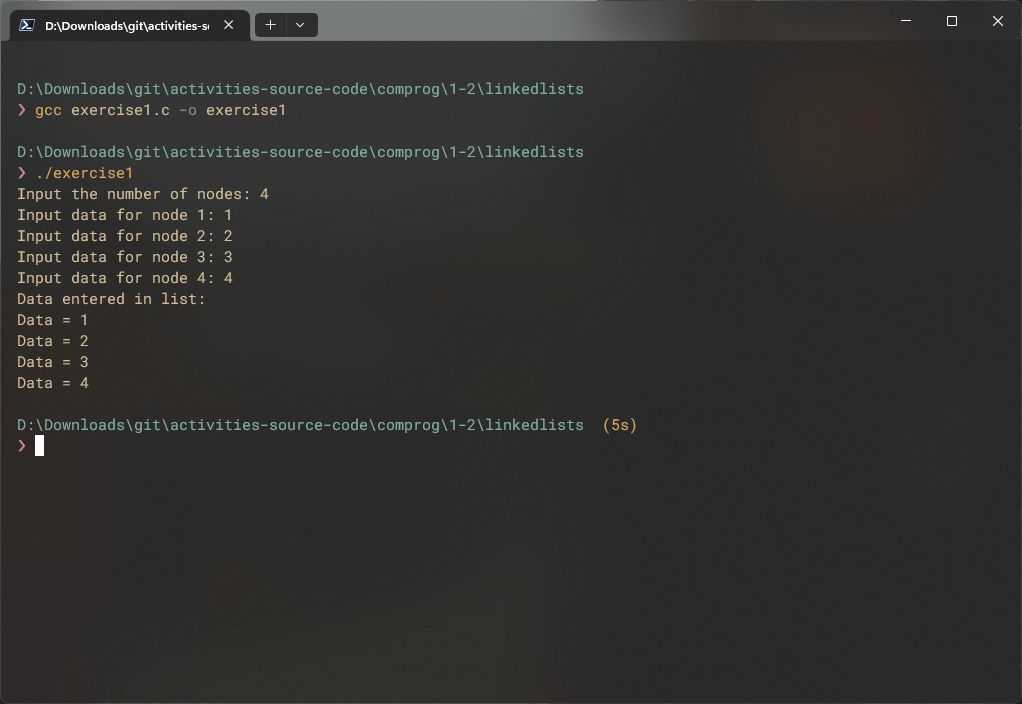 D:\Downloads\git\activities-s
D:\Downloads\git\activities-source-code\comprog\1-2\linkedlists
❯ gcc exercise1.c -o exercise1
D:\Downloads\git\activities-source-code\comprog\1-2\linkedlists
❯ ./exercise1
Input the number of nodes: 4
Input data for node 1: 1
Input data for node 2: 2
Input data for node 3: 3
Input data for node 4: 4
Data entered in list:
Data = 1
Data = 2
Data = 3
Data = 4
D:\Downloads\git\activities-source-code\comprog\1-2\linkedlists (5s)
❯